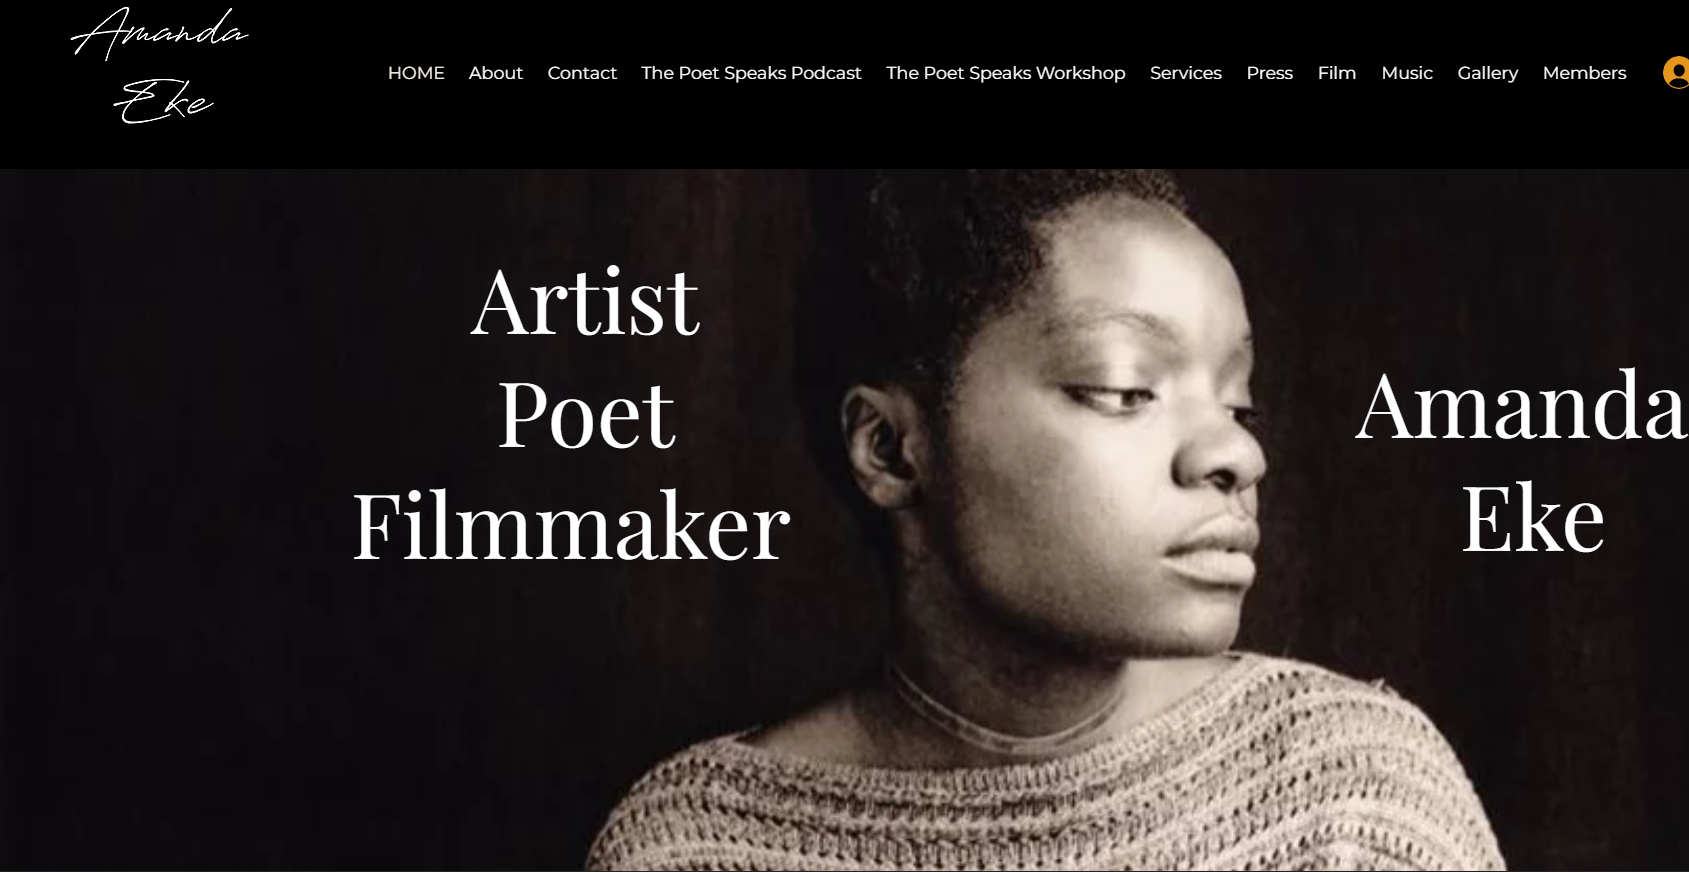 Amanda
Eke
HOME About Contact The Poet Speaks Podcast The Poet Speaks Workshop Services Press Film Music Gallery Members
Artist
Poet
Filmmaker
Amanda
Eke